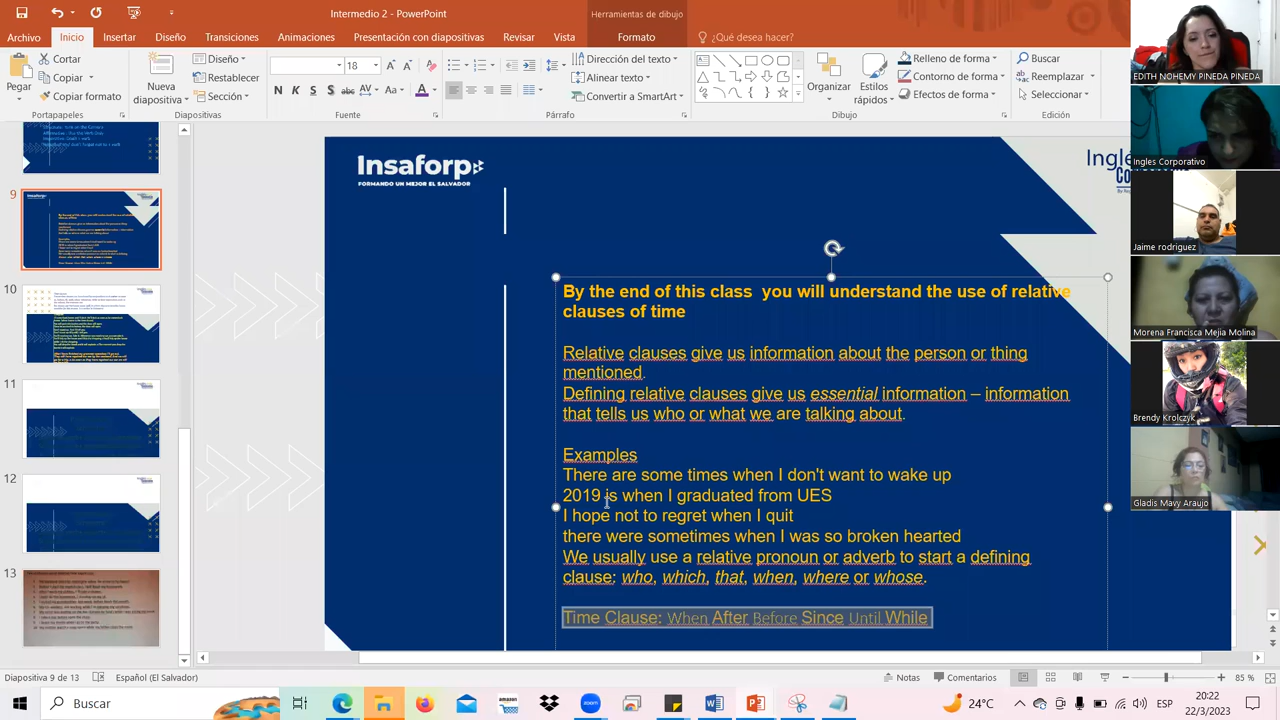 Intermedio 2 - PowerPoint
Herramientas de dibujo
Archivo
Inicio
Insertar
Diseño
Transiciones
Animaciones
Presentación con diapositivas
Revisar
Vista
Formato
¿Qué desea hacer?
Pegar
Cortar
Copiar
Copiar formato
Portapapeles
Nueva
diapositiva
Diseño
Restablecer
Sección
Diapositivas
18
N K S S abc AV Aa A
Fuente
Dirección del texto
Alinear texto
Convertir a SmartArt
Párrafo
Organizar
Estilos
rápidos
Relleno de forma
Contorno de forma
Efectos de forma
Dibujo
Buscar
Reemplazar
Seleccionar
Edición
9
10
11
12
13
Insaforp
FORMANDO UN MEJOR EL SALVADOR
By the end of this class ,you will understand the use of relative
clauses of time
Relative clauses give us information about the person or thing
mentioned.
Defining relative clauses give us essential information – information
that tells us who or what we are talking about.
Examples
There are some times when I don't want to wake up
2019 is when I graduated from UES
I hope not to regret when I quit
there were sometimes when I was so broken hearted
We usually use a relative pronoun or adverb to start a defining
clause: who, which, that, when, where or whose.
Time Clause: When After Since Until While
EDITH NOHEMY PINEDA PINEDA
Ingles Corporativo
Jaime rodriguez
Morena Francisca Mejia Molina
Brendy Krolczyk
Gladis Mavy Araujo
Diapositiva 9 de 13
Español (El Salvador)
Notas
Comentarios
85 %
Buscar
24°C
ESP
20:22
22/3/2023